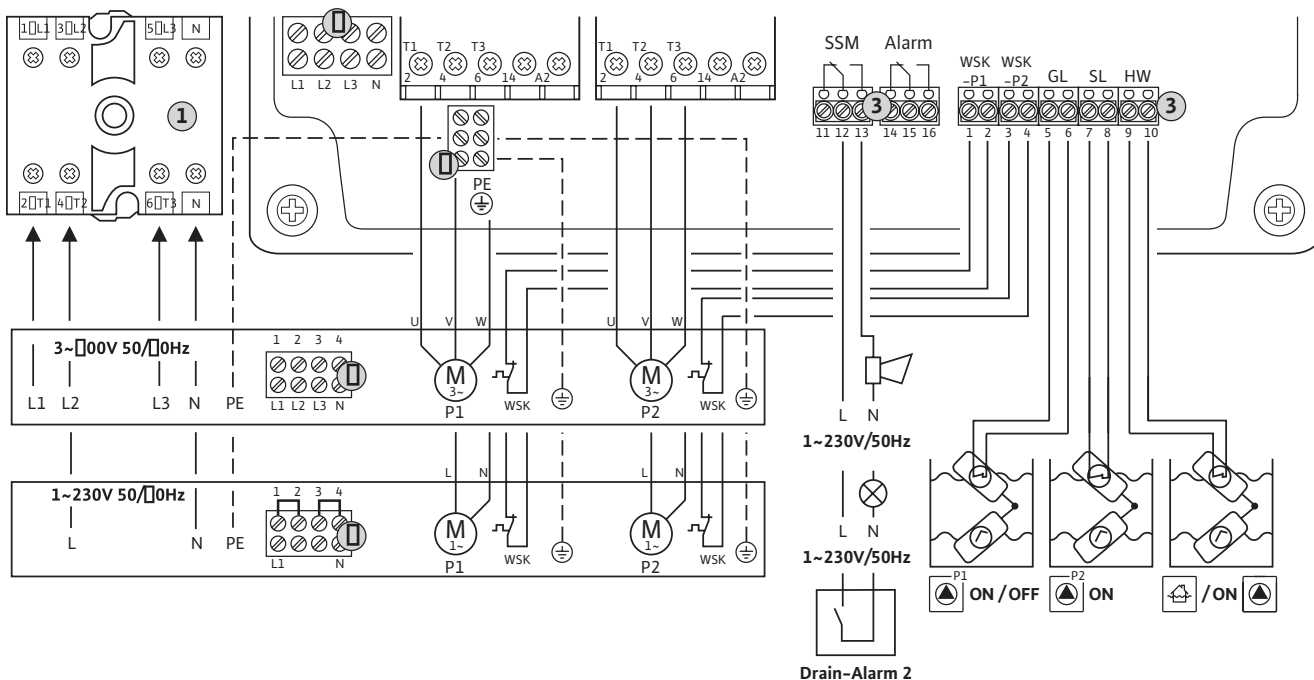 1▯L1 3▯L2 5▯L3 N
1
2▯T1 4▯T2 6▯T3 N
▯
L1 L2 L3 N
T1 T2 T3
2 4 6 14 A2
T1 T2 T3
2 4 6 14 A2
▯
PE
SSM Alarm
3
11 12 13 14 15 16
WSK -P1 WSK -P2 GL SL HW
3
1 2 3 4 5 6 7 8 9 10
U V W U V W
3~▯00V 50/▯0Hz
1 2 3 4
▯
L1 L2 L3 N
L1 L2 L3 N PE
M 3~
P1
WSK
M 3~
P2
WSK
L N
1~230V/50Hz
L N L N
1~230V 50/▯0Hz
1 2 3 4
▯
L1 N
L N PE
M 1~
P1
WSK
M 1~
P2
WSK
L N
1~230V/50Hz
Drain-Alarm 2
P1
ON/OFF
P2
ON
/ON